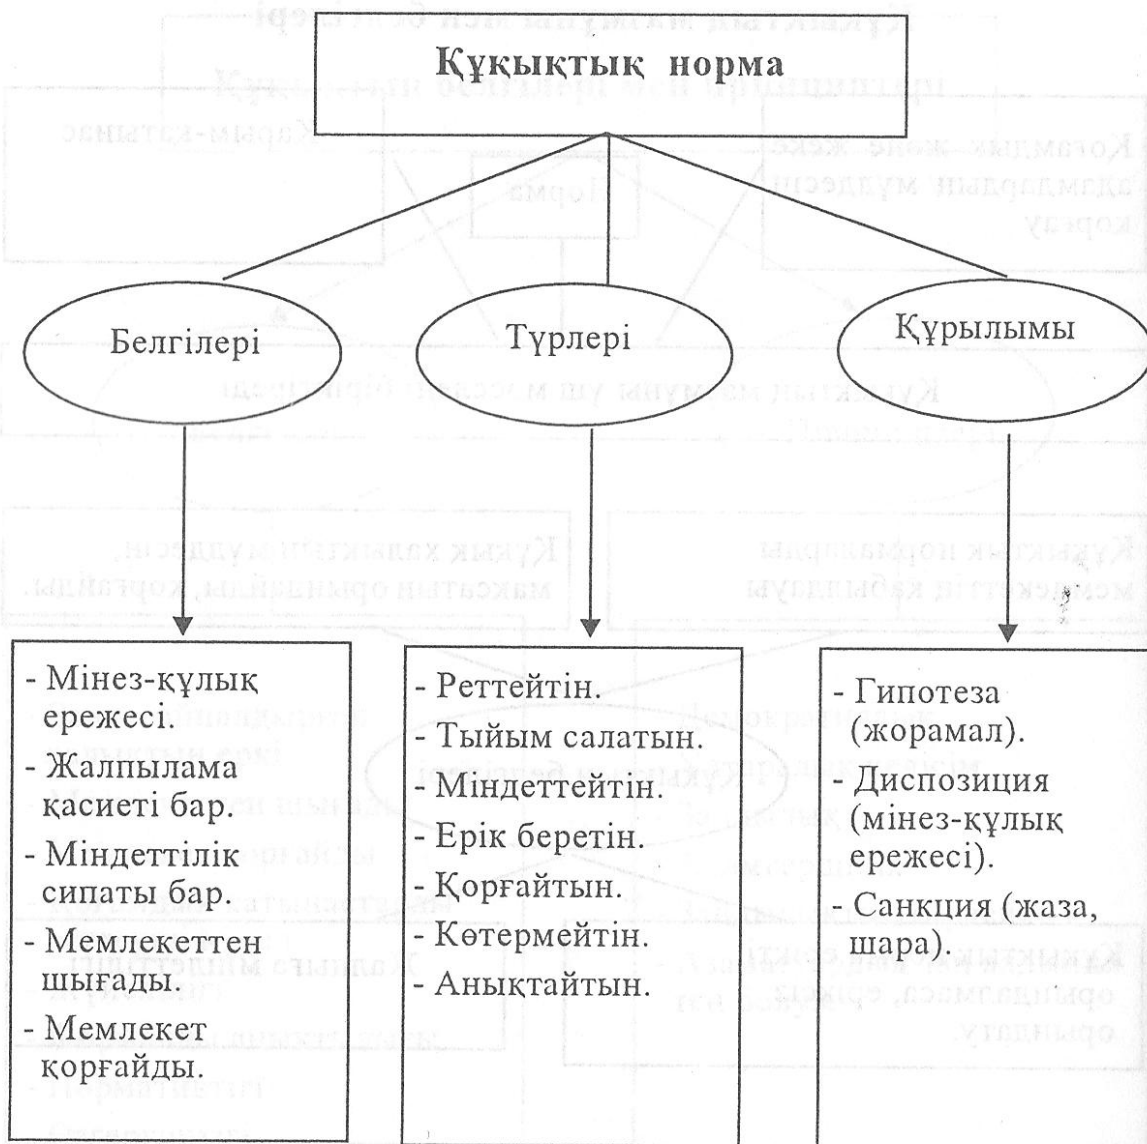 Құқықтық норма
Белгілері
Түрлері
Құрылымы
- Мінез-құлық
ережесі.
- Жалпылама
қасиеті бар.
- Міндеттілік
сипаты бар.
- Мемлекеттен
шығады.
- Мемлекет
қорғайды.
- Реттейтін.
- Тыйым салатын.
- Міндеттейтін.
- Ерік беретін.
- Қорғайтын.
- Көтермейтін.
- Анықтайтын.
- Гипотеза
(жорамал).
- Диспозиция
(мінез-құлық
ережесі).
- Санкция (жаза,
шара).